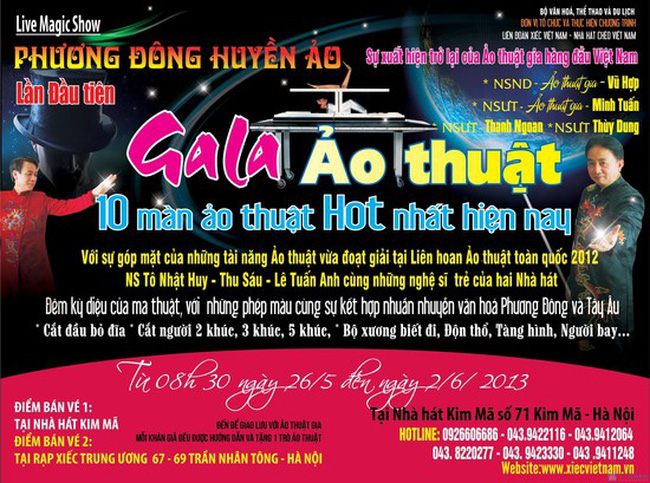 Live Magic Show
BỘ VĂN HOÁ, THỂ THAO VÀ DU LỊCH
ĐƠN VỊ TỔ CHỨC VÀ THỰC HIỆN CHƯƠNG TRÌNH
LIÊN ĐOÀN XIẾC VIỆT NAM - NHÀ HÁT CHÈO VIỆT NAM
PHƯƠNG ĐÔNG HUYỀN ẢO
Sự xuất hiện trở lại của Ảo thuật gia hàng đầu Việt Nam
Lần Đầu tiên
* NSND - Ảo thuật gia - Vũ Hợp
* NSƯT - Ảo thuật gia - Minh Tuấn
* NSƯT - Thanh Ngoan * NSƯT Thùy Dung
Gala Ảo thuật
10 màn ảo thuật Hot nhất hiện nay
Với sự góp mặt của những tài năng Ảo thuật vừa đoạt giải tại Liên hoan Ảo thuật toàn quốc 2012
NS Tô Nhật Huy - Thu Sáu - Lê Tuấn Anh cùng những nghệ sĩ trẻ của hai Nhà hát
Đêm kỳ diệu của ma thuật, với những phép màu cùng sự kết hợp nhuần nhuyễn văn hoá Phương Đông và Tây Âu
* Cắt đầu bỏ đĩa * Cắt người 2 khúc, 3 khúc, 5 khúc, * Bộ xương biết đi, Độn thổ, Tàng hình, Người bay...
Từ 08h 30 ngày 26/5 đến ngày 2/6/ 2013
ĐIỂM BÁN VÉ 1:
TẠI NHÀ HÁT KIM MÃ
ĐIỂM BÁN VÉ 2:
TẠI RẠP XIẾC TRUNG ƯƠNG 67 - 69 TRẦN NHÂN TÔNG - HÀ NỘI
ĐẾN ĐỂ GIAO LƯU VỚI ẢO THUẬT GIA
MỖI KHÁN GIẢ ĐỀU ĐƯỢC HƯỚNG DẪN VÀ TẶNG 1 TRÒ ẢO THUẬT
Tại Nhà hát Kim Mã số 71 Kim Mã - Hà Nội
HOTLINE: 0926606686 - 043.9422116 - 043.9412064
043. 8220277 - 043. 9423330 - 043 .9411248
Website:www.xiecvietnam.vn